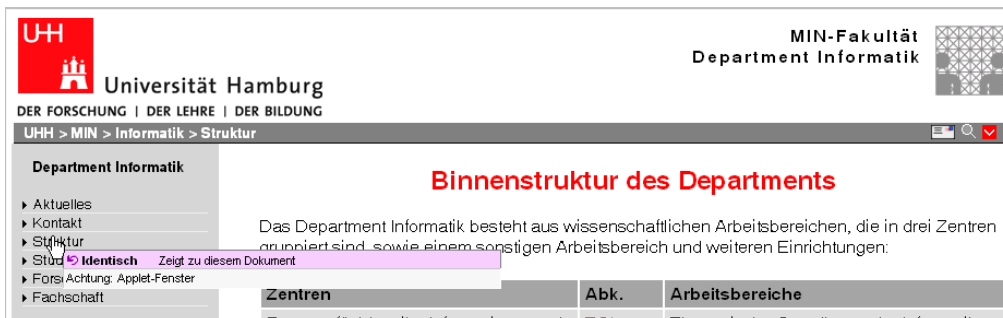 UHH
MIN-Fakultät
Department Informatik
Universität Hamburg
DER FORSCHUNG | DER LEHRE | DER BILDUNG
UHH > MIN > Informatik > Struktur
Department Informatik
Aktuelles
Kontakt
Struktur
Identisch Zeigt zu diesem Dokument
Achtung: Applet-Fenster
Fachschaft
Binnenstruktur des Departments
Das Department Informatik besteht aus wissenschaftlichen Arbeitsbereichen, die in drei Zentren
gruppiert sind, sowie einem sonstigen Arbeitsbereich und weiteren Einrichtungen:
Zentren Abk. Arbeitsbereiche